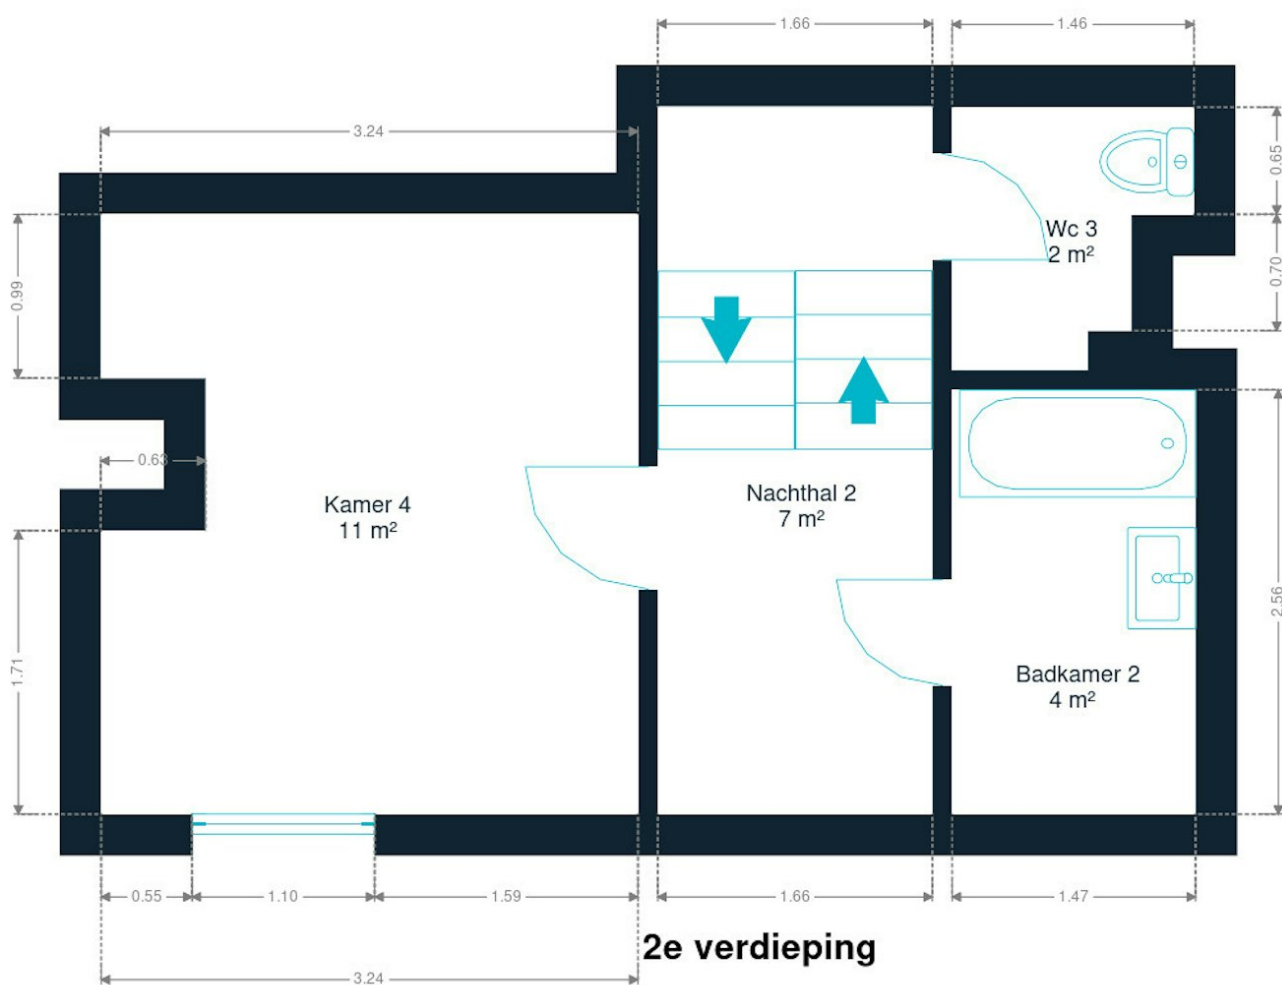 1.66
1.46
3.24
0.65
Wc 3
2 m²
0.70
0.99
0.63
Kamer 4
11 m²
Nachthal 2
7 m²
2.56
1.71
Badkamer 2
4 m²
0.55
1.10
1.59
1.66
1.47
2e verdieping
3.24